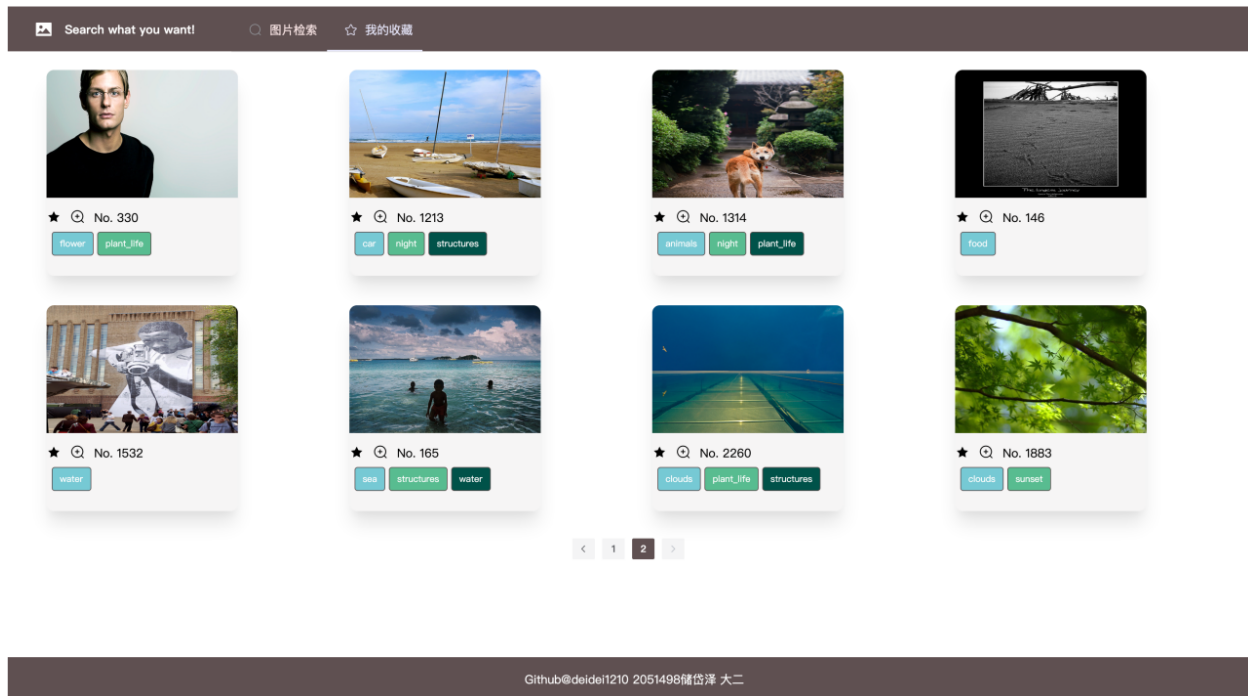 Search what you want! 图片检索 我的收藏
No. 330
flower plant_life
No. 1213
car night structures
No. 1314
animals night plant_life
No. 146
food
No. 1532
water
No. 165
sea structures water
No. 2260
clouds plant_life structures
No. 1883
clouds sunset
1 2
Github@deidei1210 2051498储岱泽 大二